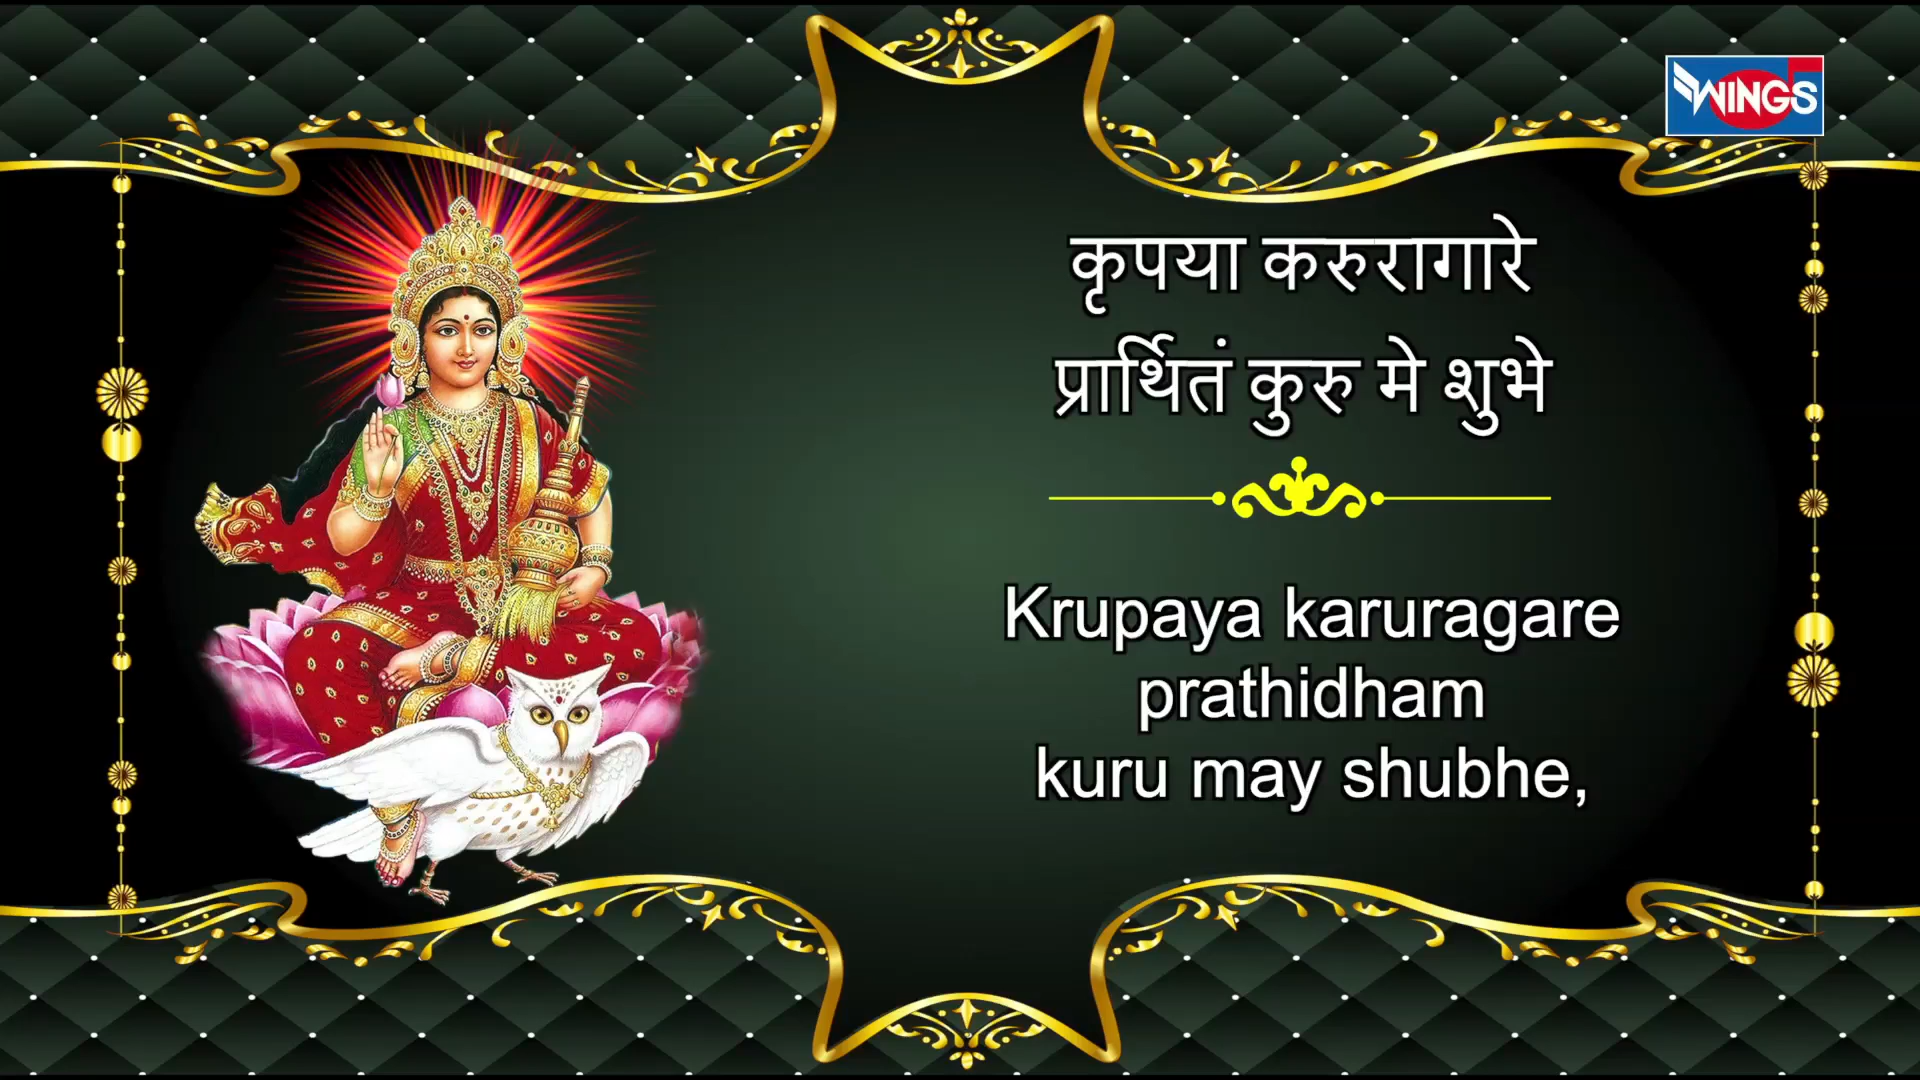 WINGS
कृपया करुरागारे
प्रार्थितं कुरु मे शुभे
Krupaya karuragare
prathidham
kuru may shubhe,